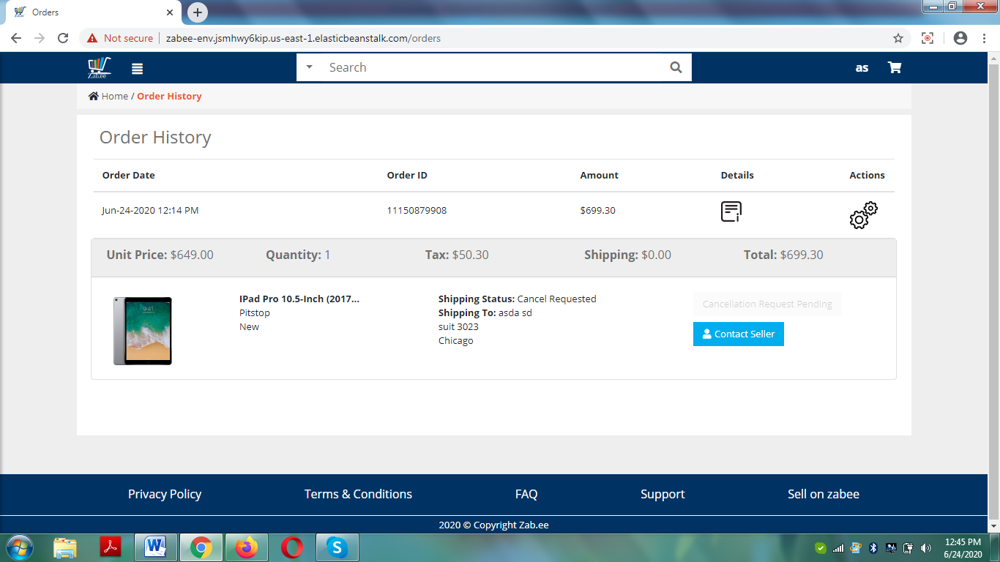 Orders
Not secure
zabee-env.jsmhwy6kip.us-east-1.elasticbeanstalk.com/orders
Zab.ee
Search
as
Home / Order History
Order History
Order Date Order ID Amount Details Actions
Jun-24-2020 12:14 PM 11150879908 $699.30
Unit Price: $649.00 Quantity: 1 Tax: $50.30 Shipping: $0.00 Total: $699.30
9:41
IPad Pro 10.5-Inch (2017...
Pitstop
New
Shipping Status: Cancel Requested
Shipping To: asda sd
suit 3023
Chicago
Cancellation Request Pending
Contact Seller
Privacy Policy Terms & Conditions FAQ Support Sell on zabee
2020 © Copyright Zab.ee
12:45 PM
6/24/2020